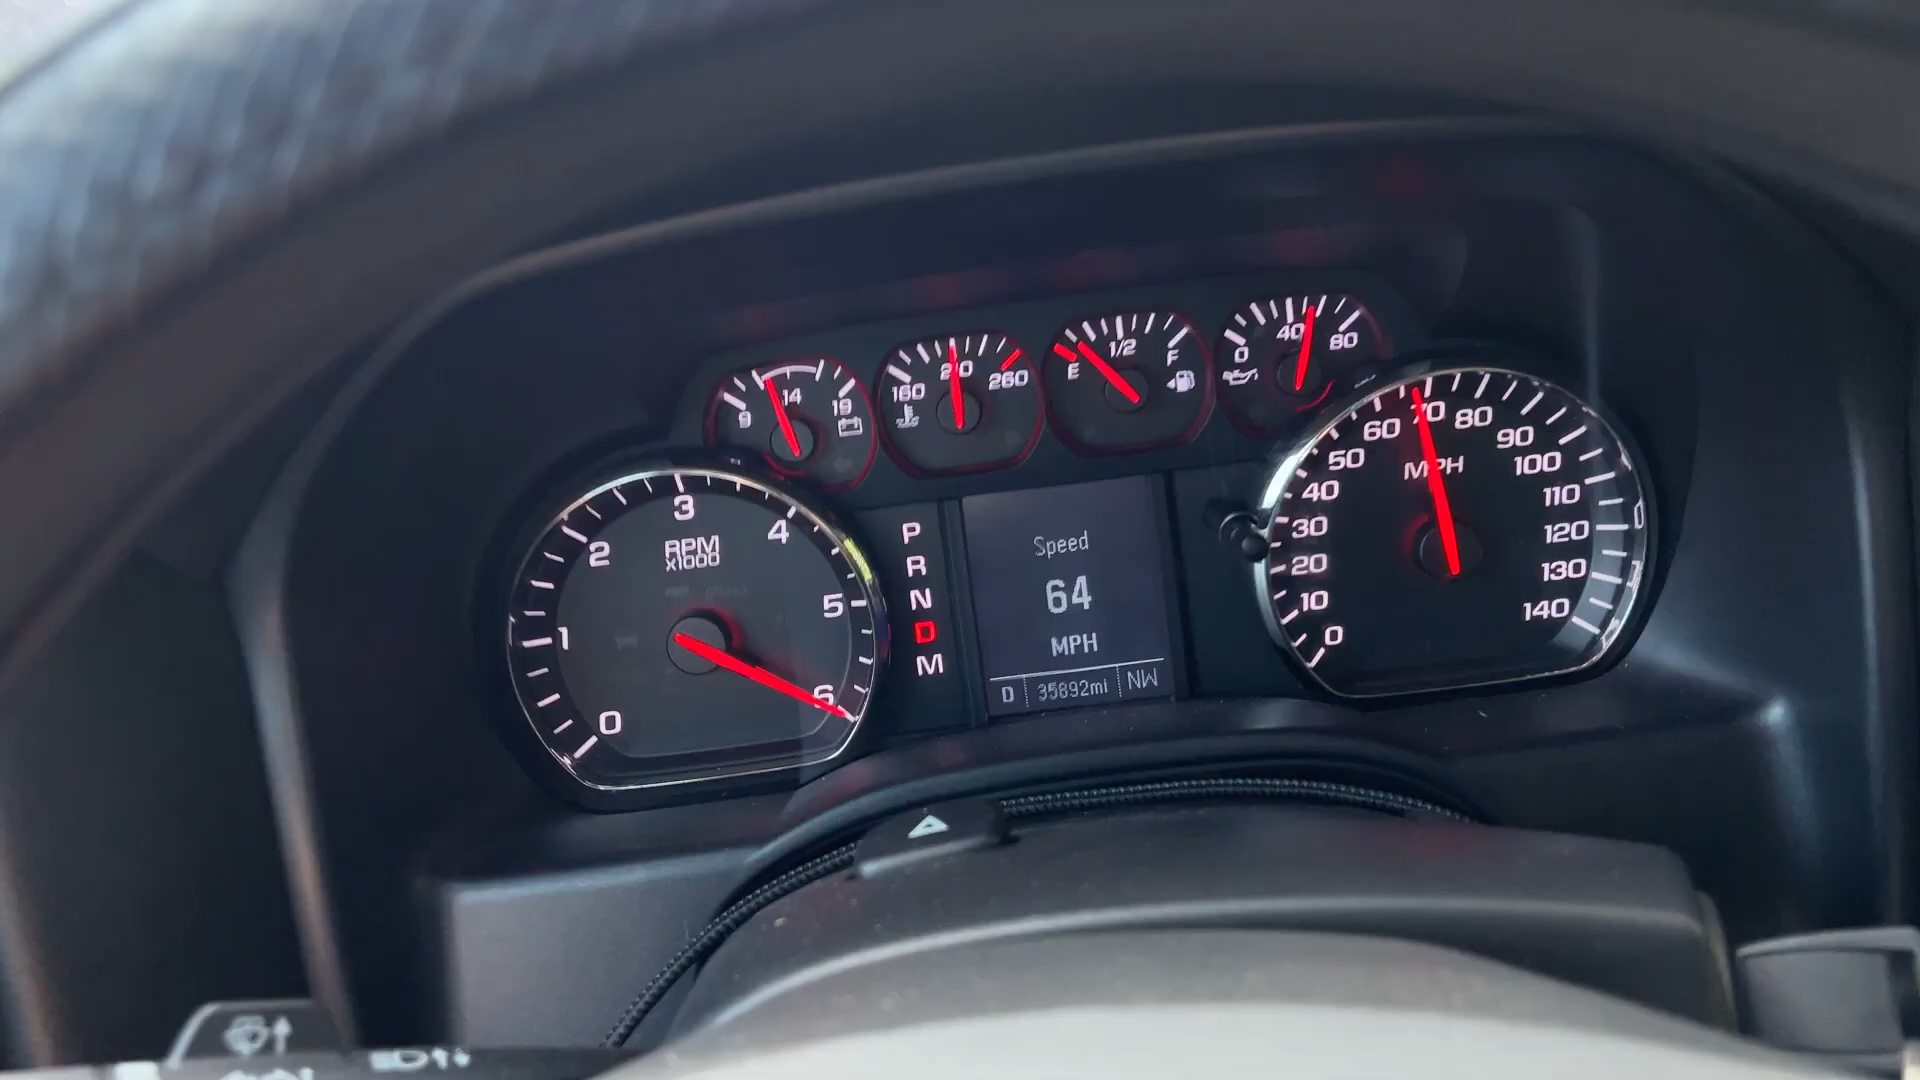 9 14 19
160 210 260
E 1/2 F
0 40 80
0 1 2 3 4 5 6
RPM
x1000
P
R
N
D
M
Speed
64
MPH
D 35892mi NW
0 10 20 30 40 50 60 70 80 90 100 110 120 130 140
MPH